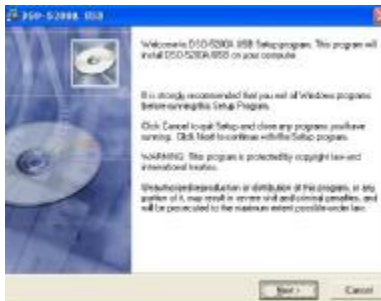 DSO-5200A USB
Welcome to DSO-5200A USB Setup program. This program will
install DSO-5200A USB on your computer.
It is strongly recommended that you exit all Windows programs
before running this Setup Program.
Click Cancel to quit Setup and close any programs you have
running. Click Next to continue with the Setup program.
WARNING: This program is protected by copyright law and
international treaties.
Unauthorized reproduction or distribution of this program, or any
portion of it, may result in severe civil and criminal penalties, and
will be prosecuted to the maximum extent possible under law.
Next >
Cancel